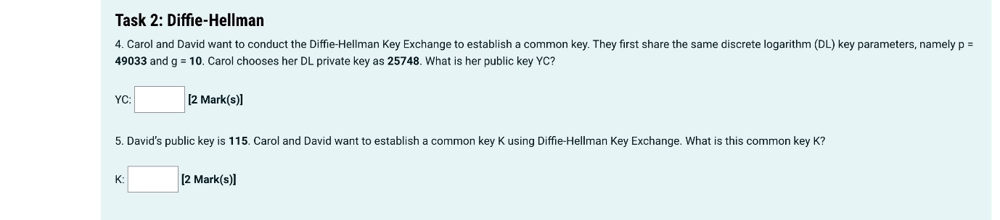 Task 2: Diffie-Hellman
4. Carol and David want to conduct the Diffie-Hellman Key Exchange to establish a common key. They first share the same discrete logarithm (DL) key parameters, namely p =
49033 and g = 10. Carol chooses her DL private key as 25748. What is her public key YC?
YC: [2 Mark(s)]
5. David's public key is 115. Carol and David want to establish a common key K using Diffie-Hellman Key Exchange. What is this common key K?
K: [2 Mark(s)]